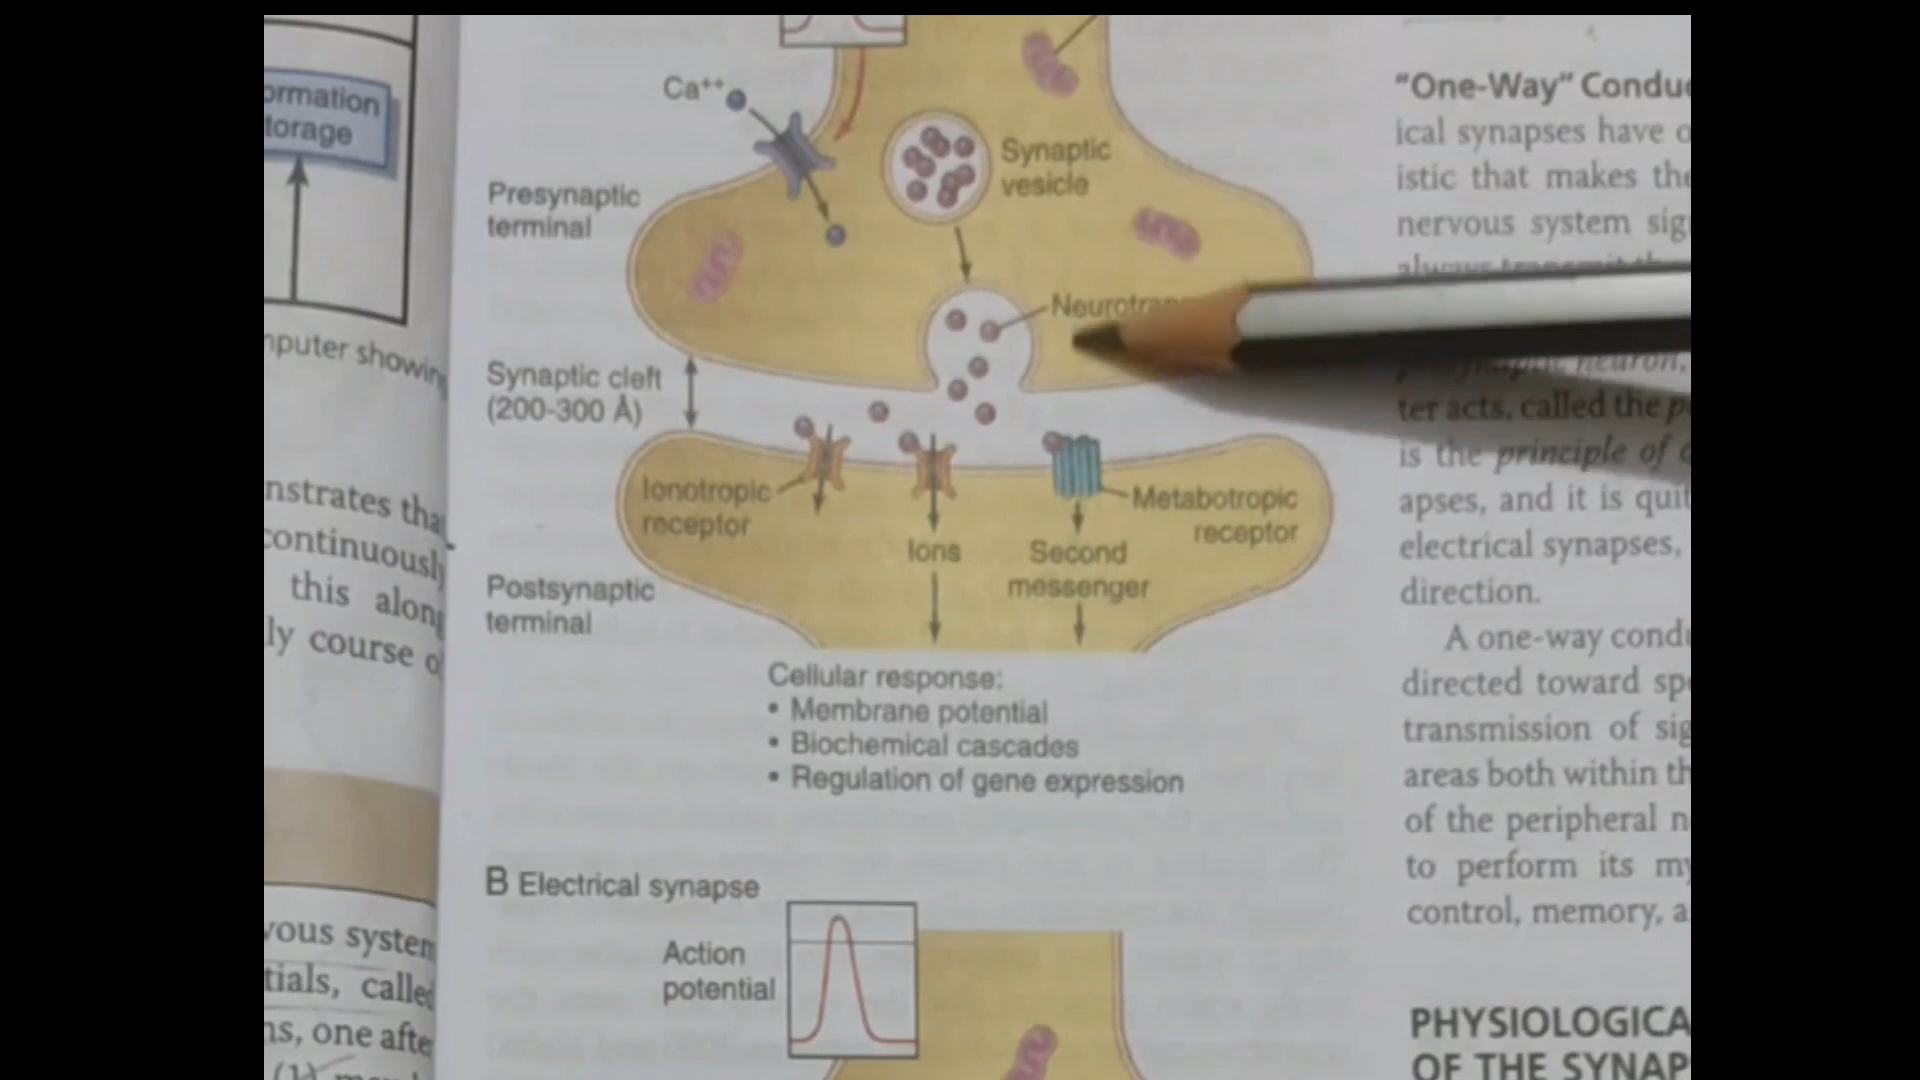 ormation
torage
mputer showing
nstrates tha
continuously
this along
ly course o
vous system
tials, called
ns, one afte
Ca++
Synaptic
vesicle
Presynaptic
terminal
Synaptic cleft
(200-300 Å)
Ionotropic
receptor
Ions
Second
messenger
Metabotropic
receptor
Postsynaptic
terminal
Cellular response:
• Membrane potential
• Biochemical cascades
• Regulation of gene expression
B Electrical synapse
Action
potential
"One-Way" Conduc
ical synapses have o
istic that makes the
nervous system sig
neuron,
ter acts, called the p
is the principle of
apses, and it is quit
electrical synapses,
direction.
A one-way condu
directed toward spe
transmission of sig
areas both within th
of the peripheral n
to perform its my
control, memory, a
PHYSIOLOGICA
OF THE SYNAP